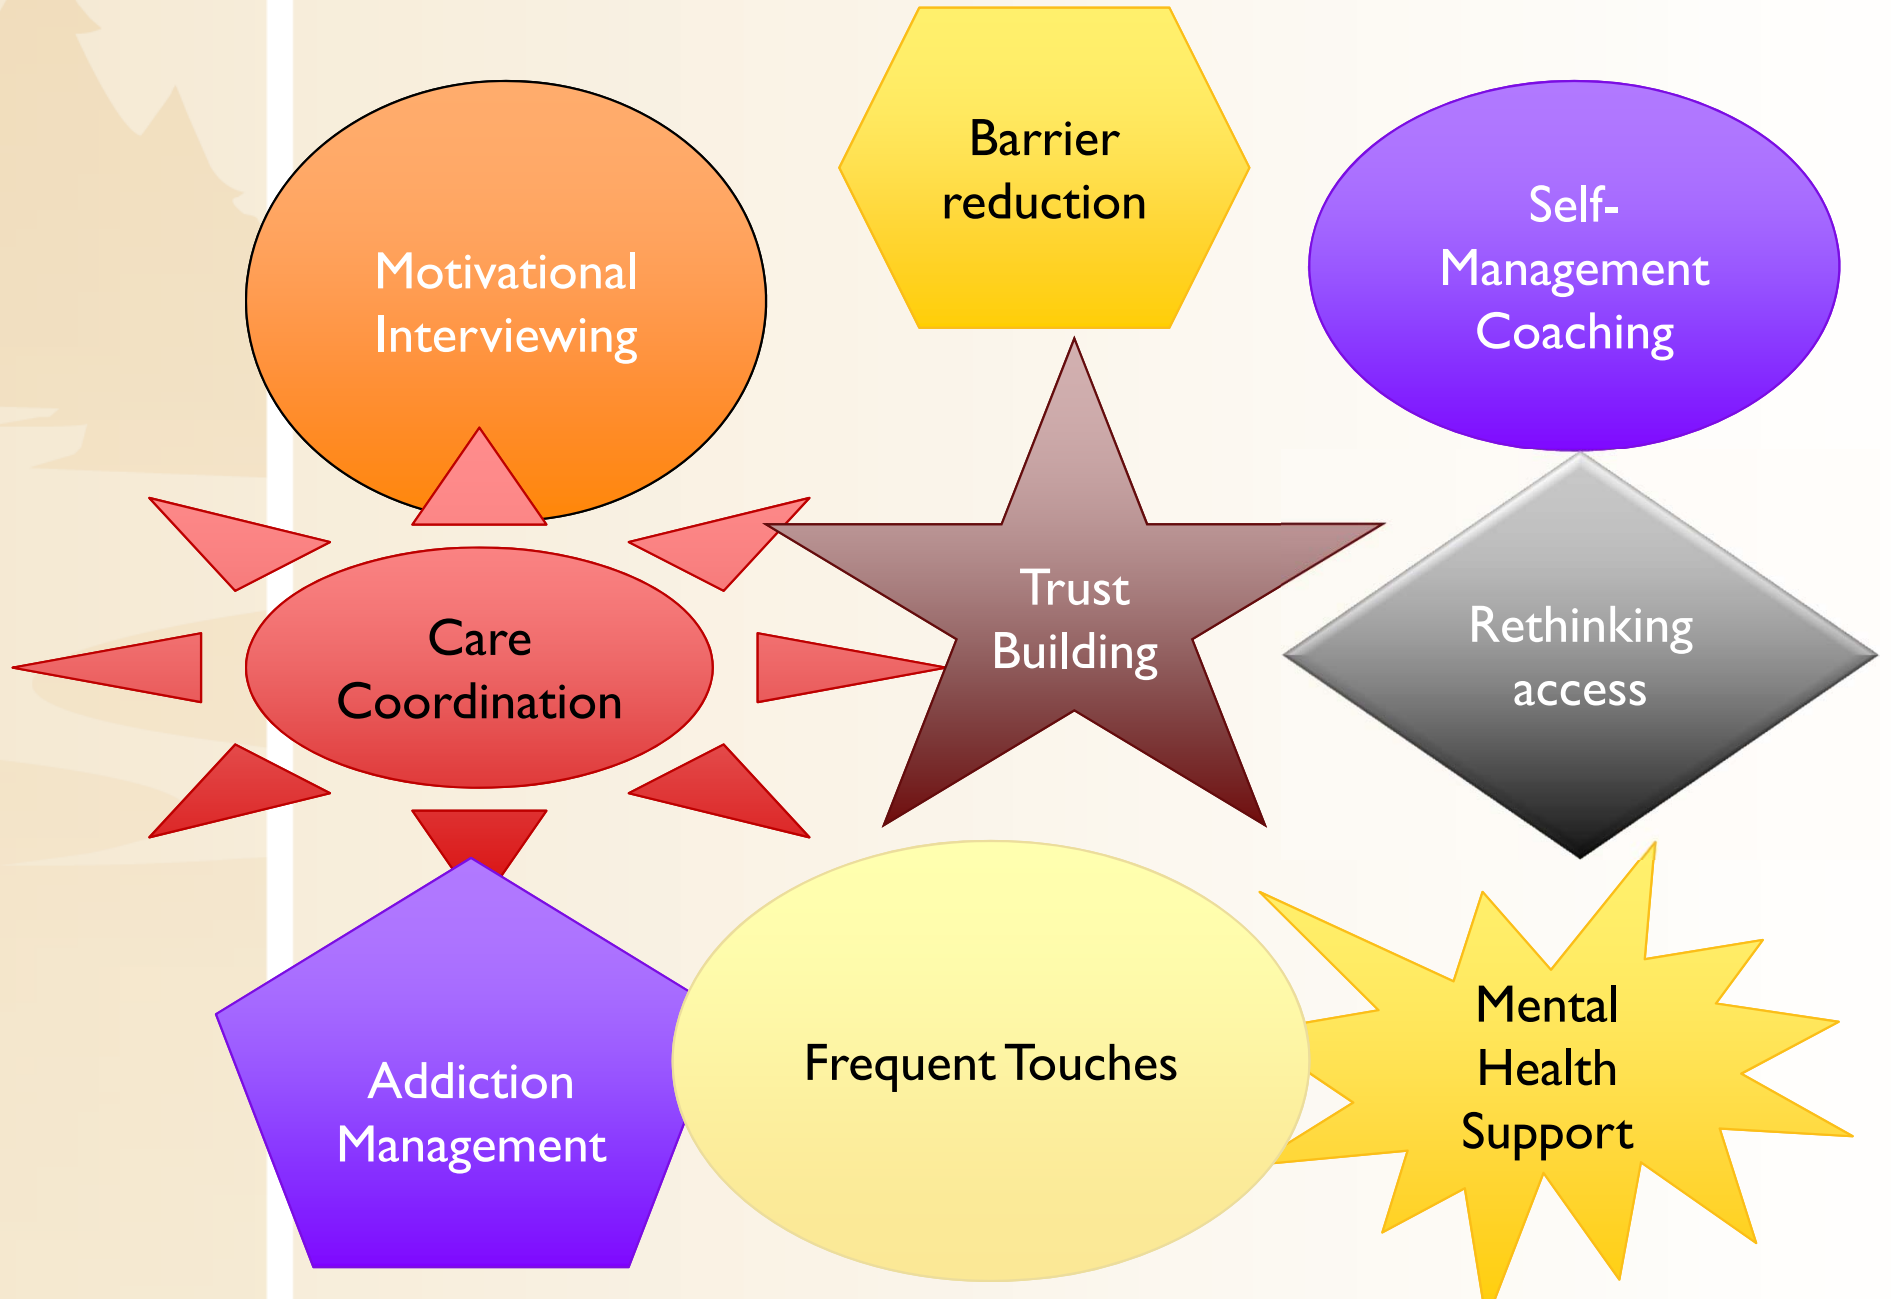 Motivational
Interviewing
Barrier
reduction
Self-
Management
Coaching
Care
Coordination
Trust
Building
Rethinking
access
Addiction
Management
Frequent Touches
Mental
Health
Support